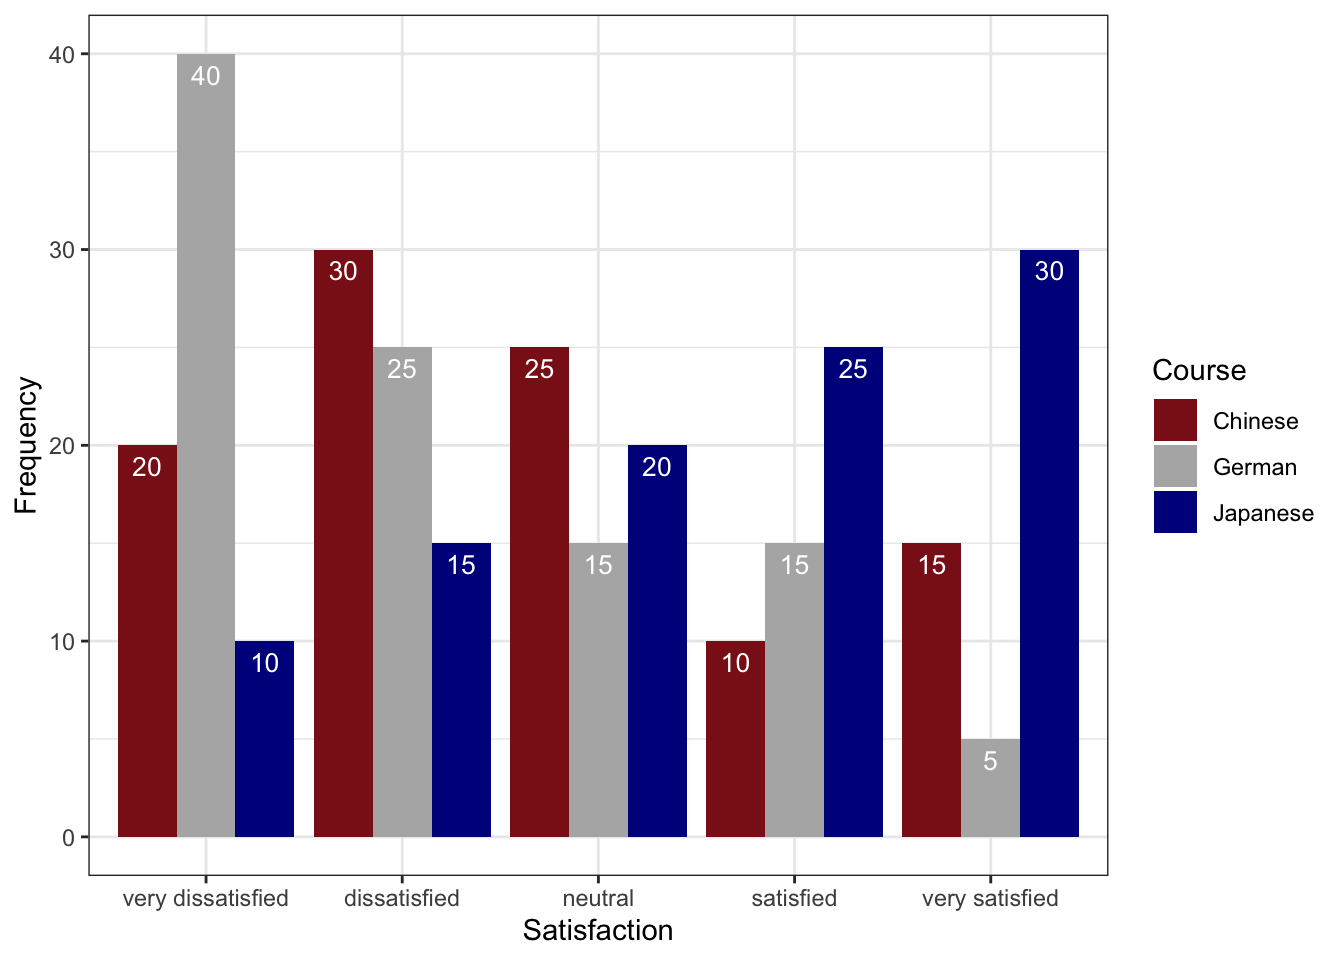 40
30
20
10
0
Frequency
20
40
10
30
25
15
25
15
20
10
15
25
15
5
30
very dissatisfied
dissatisfied
neutral
satisfied
very satisfied
Satisfaction
Course
Chinese
German
Japanese